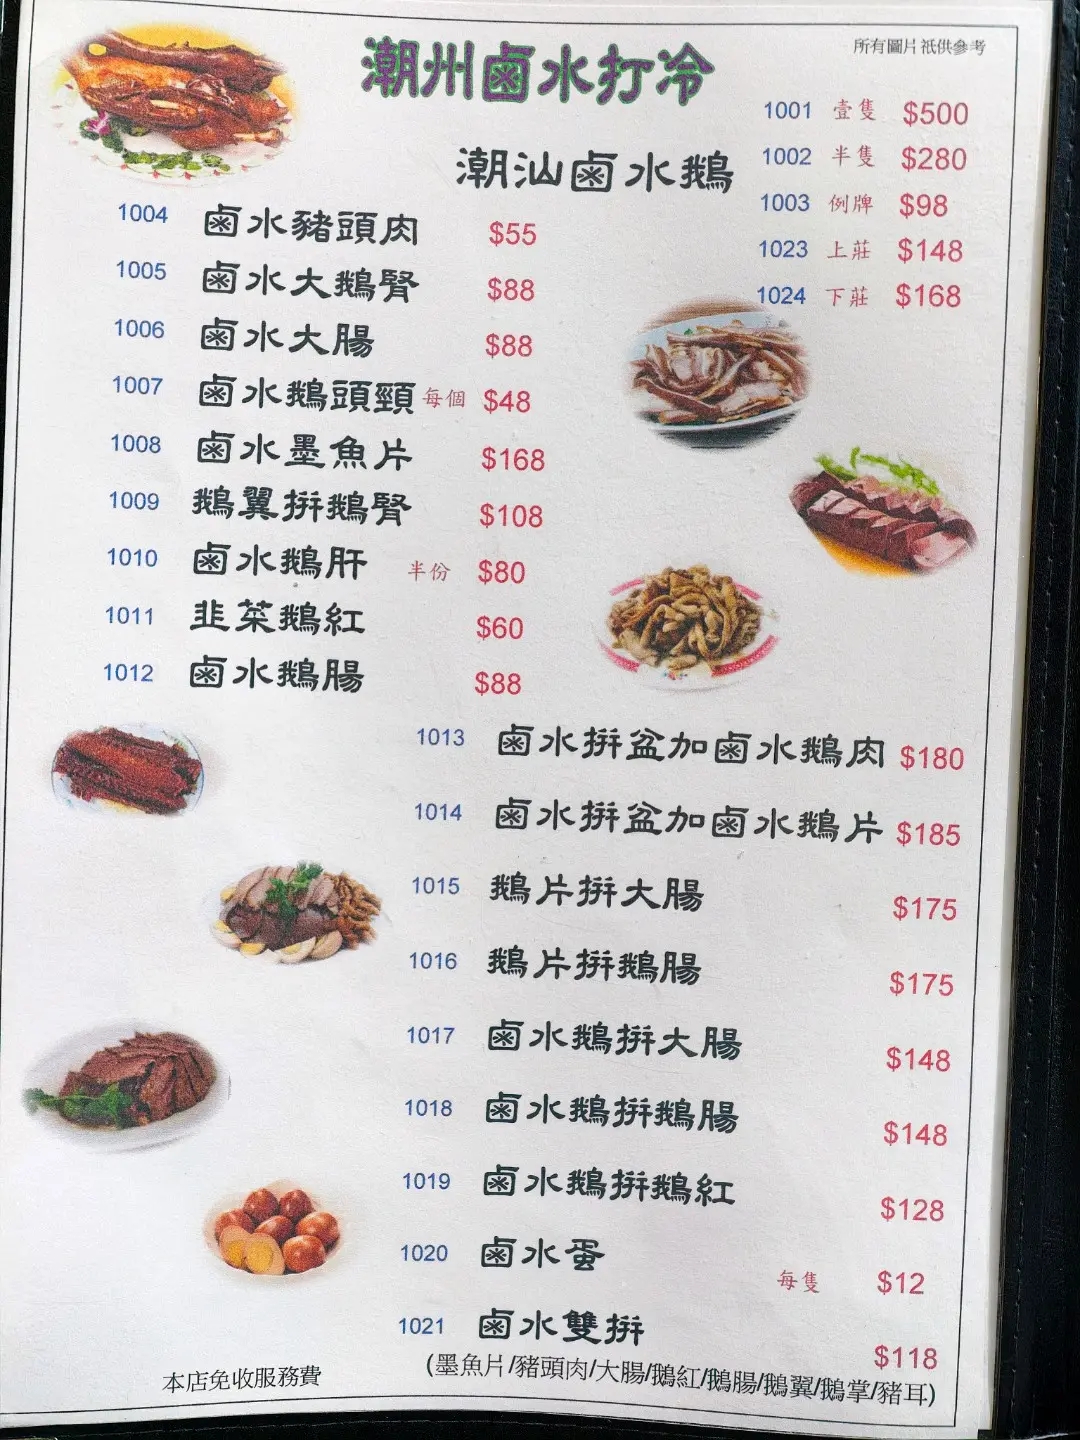 所有圖片祇供參考
潮州鹵水打冷
潮汕鹵水鵝
1001 壹隻 $500
1002 半隻 $280
1003 例牌 $98
1023 上莊 $148
1024 下莊 $168
1004 鹵水豬頭肉 $55
1005 鹵水大鵝腎 $88
1006 鹵水大腸 $88
1007 鹵水鵝頭頸 每個 $48
1008 鹵水墨魚片 $168
1009 鵝翼拼鵝腎 $108
1010 鹵水鵝肝 半份 $80
1011 韭菜鵝紅 $60
1012 鹵水鵝腸 $88
1013 鹵水拼盆加鹵水鵝肉 $180
1014 鹵水拼盆加鹵水鵝片 $185
1015 鵝片拼大腸 $175
1016 鵝片拼鵝腸 $175
1017 鹵水鵝拼大腸 $148
1018 鹵水鵝拼鵝腸 $148
1019 鹵水鵝拼鵝紅 $128
1020 鹵水蛋 每隻 $12
1021 鹵水雙拼 $118
(墨魚片/豬頭肉/大腸/鵝紅/鵝腸/鵝翼/鵝掌/豬耳)
本店免收服務費